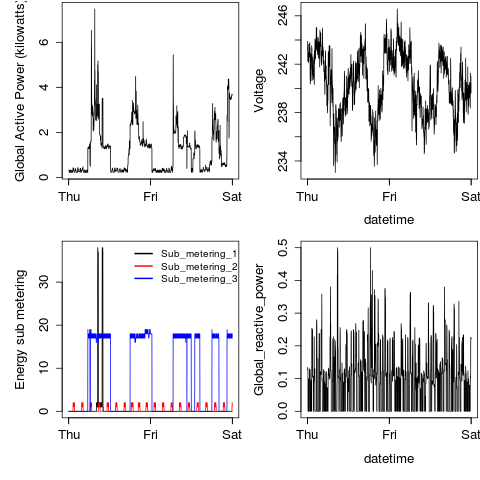 Global Active Power (kilowatts)
0 2 4 6
Thu Fri Sat
Voltage
234 238 242
Thu Fri Sat
datetime
Energy sub metering
0 10 20 30
Sub_metering_1
Sub_metering_2
Sub_metering_3
Thu Fri Sat
Global_reactive_power
0.0 0.1 0.2 0.3 0.4 0.5
Thu Fri Sat
datetime